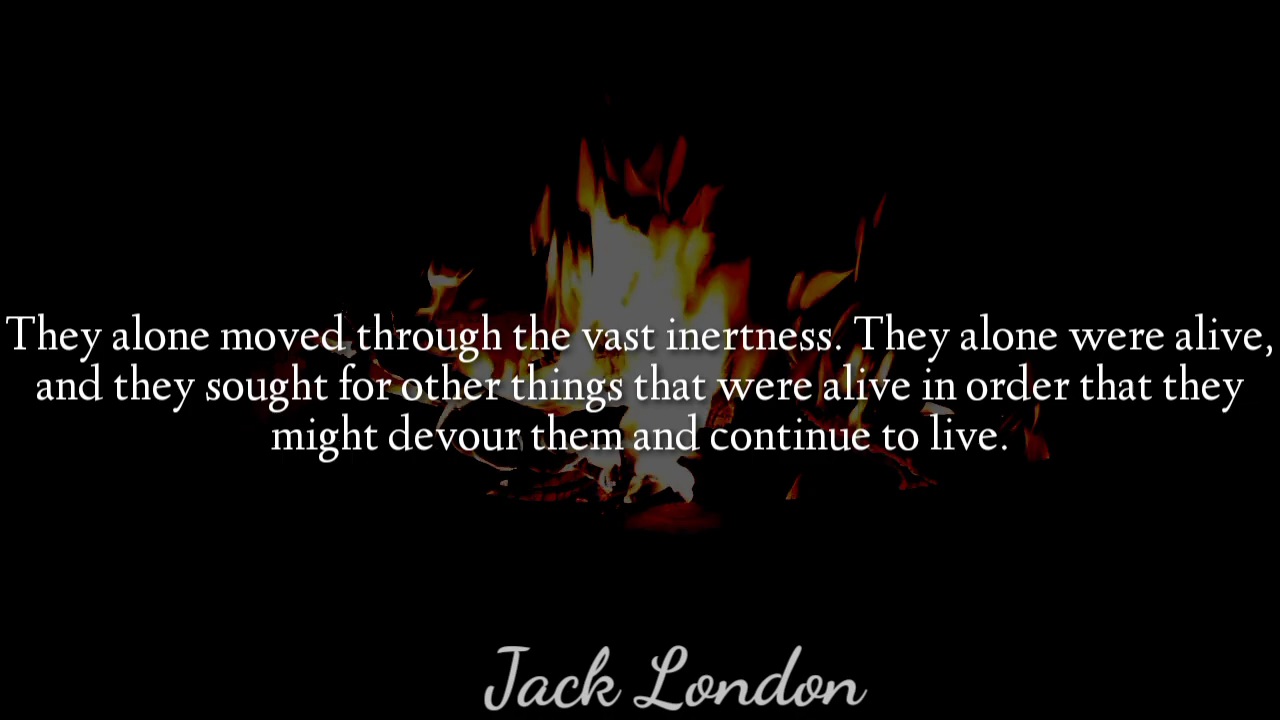 They alone moved through the vast inertness. They alone were alive,
and they sought for other things that were alive in order that they
might devour them and continue to live.
Jack London